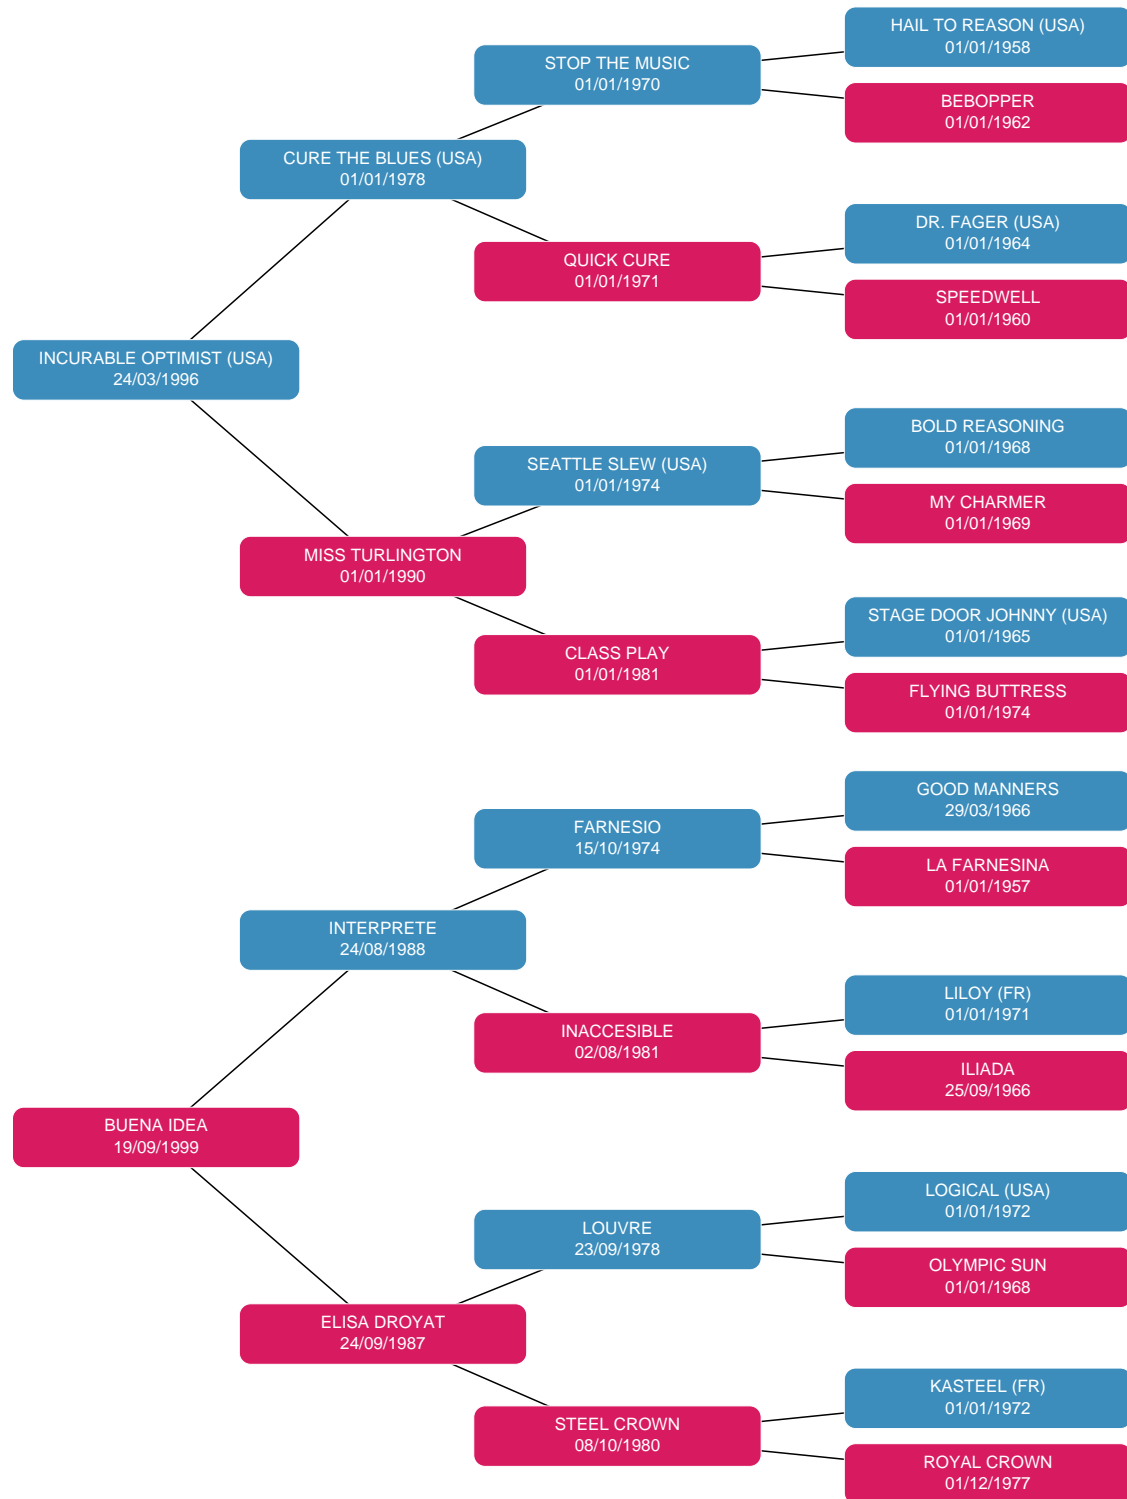 HAIL TO REASON (USA)
01/01/1958
STOP THE MUSIC
01/01/1970
BEBOPPER
01/01/1962
CURE THE BLUES (USA)
01/01/1978
DR. FAGER (USA)
01/01/1964
QUICK CURE
01/01/1971
SPEEDWELL
01/01/1960
INCURABLE OPTIMIST (USA)
24/03/1996
BOLD REASONING
01/01/1968
SEATTLE SLEW (USA)
01/01/1974
MY CHARMER
01/01/1969
MISS TURLINGTON
01/01/1990
STAGE DOOR JOHNNY (USA)
01/01/1965
CLASS PLAY
01/01/1981
FLYING BUTTRESS
01/01/1974
GOOD MANNERS
29/03/1966
FARNESIO
15/10/1974
LA FARNESINA
01/01/1957
INTERPRETE
24/08/1988
LILOY (FR)
01/01/1971
INACCESIBLE
02/08/1981
ILIADA
25/09/1966
BUENA IDEA
19/09/1999
LOGICAL (USA)
01/01/1972
LOUVRE
23/09/1978
OLYMPIC SUN
01/01/1968
ELISA DROYAT
24/09/1987
KASTEEL (FR)
01/01/1972
STEEL CROWN
08/10/1980
ROYAL CROWN
01/12/1977